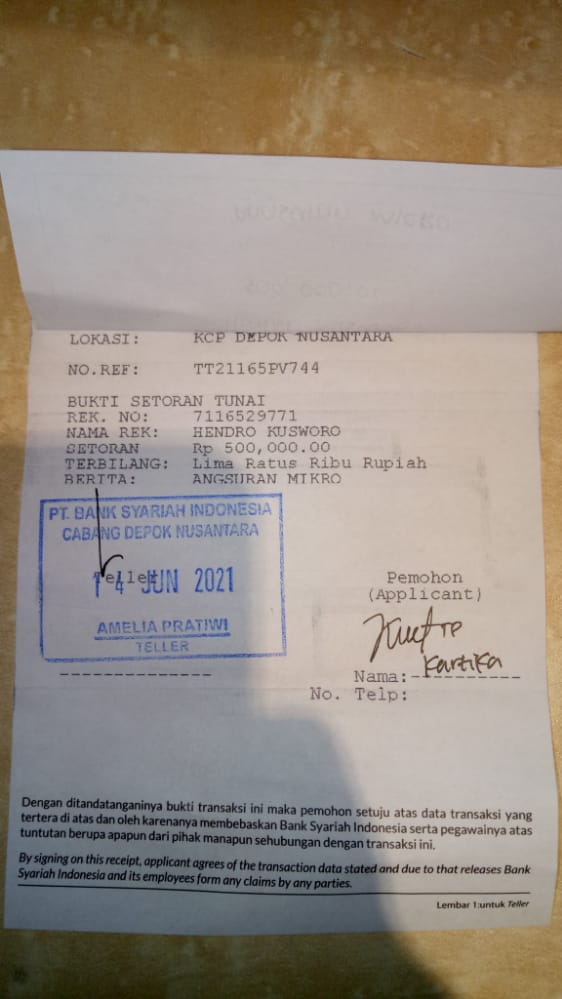 LOKASI: KCP DEPOK NUSANTARA
NO.REF: TT21165PV744
BUKTI SETORAN TUNAI
REK. NO: 7116529771
NAMA REK: HENDRO KUSWORO
SETORAN Rp 500,000.00
TERBILANG: Lima Ratus Ribu Rupiah
BERITA: ANGSURAN MIKRO
PT. BANK SYARIAH INDONESIA
CABANG DEPOK NUSANTARA
Teller
14 JUN 2021
AMELIA PRATIWI
TELLER
Pemohon
(Applicant)
Kartika
Nama:-----------
No. Telp:
Dengan ditandatanganinya bukti transaksi ini maka pemohon setuju atas data transaksi yang
tertera di atas dan oleh karenanya membebaskan Bank Syariah Indonesia serta pegawainya atas
tuntutan berupa apapun dari pihak manapun sehubungan dengan transaksi ini.
By signing on this receipt, applicant agrees of the transaction data stated and due to that releases Bank
Syariah Indonesia and its employees form any claims by any parties.
Lembar 1:untuk Teller